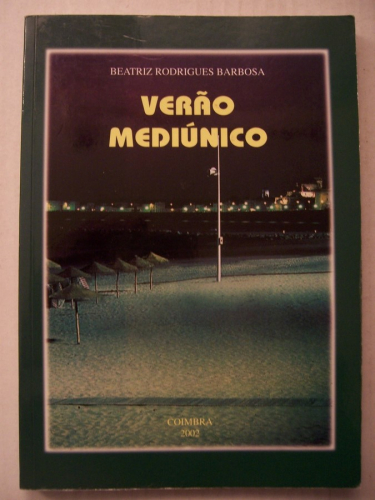 BEATRIZ RODRIGUES BARBOSA
VERÃO
MEDIÚNICO
COIMBRA
2002